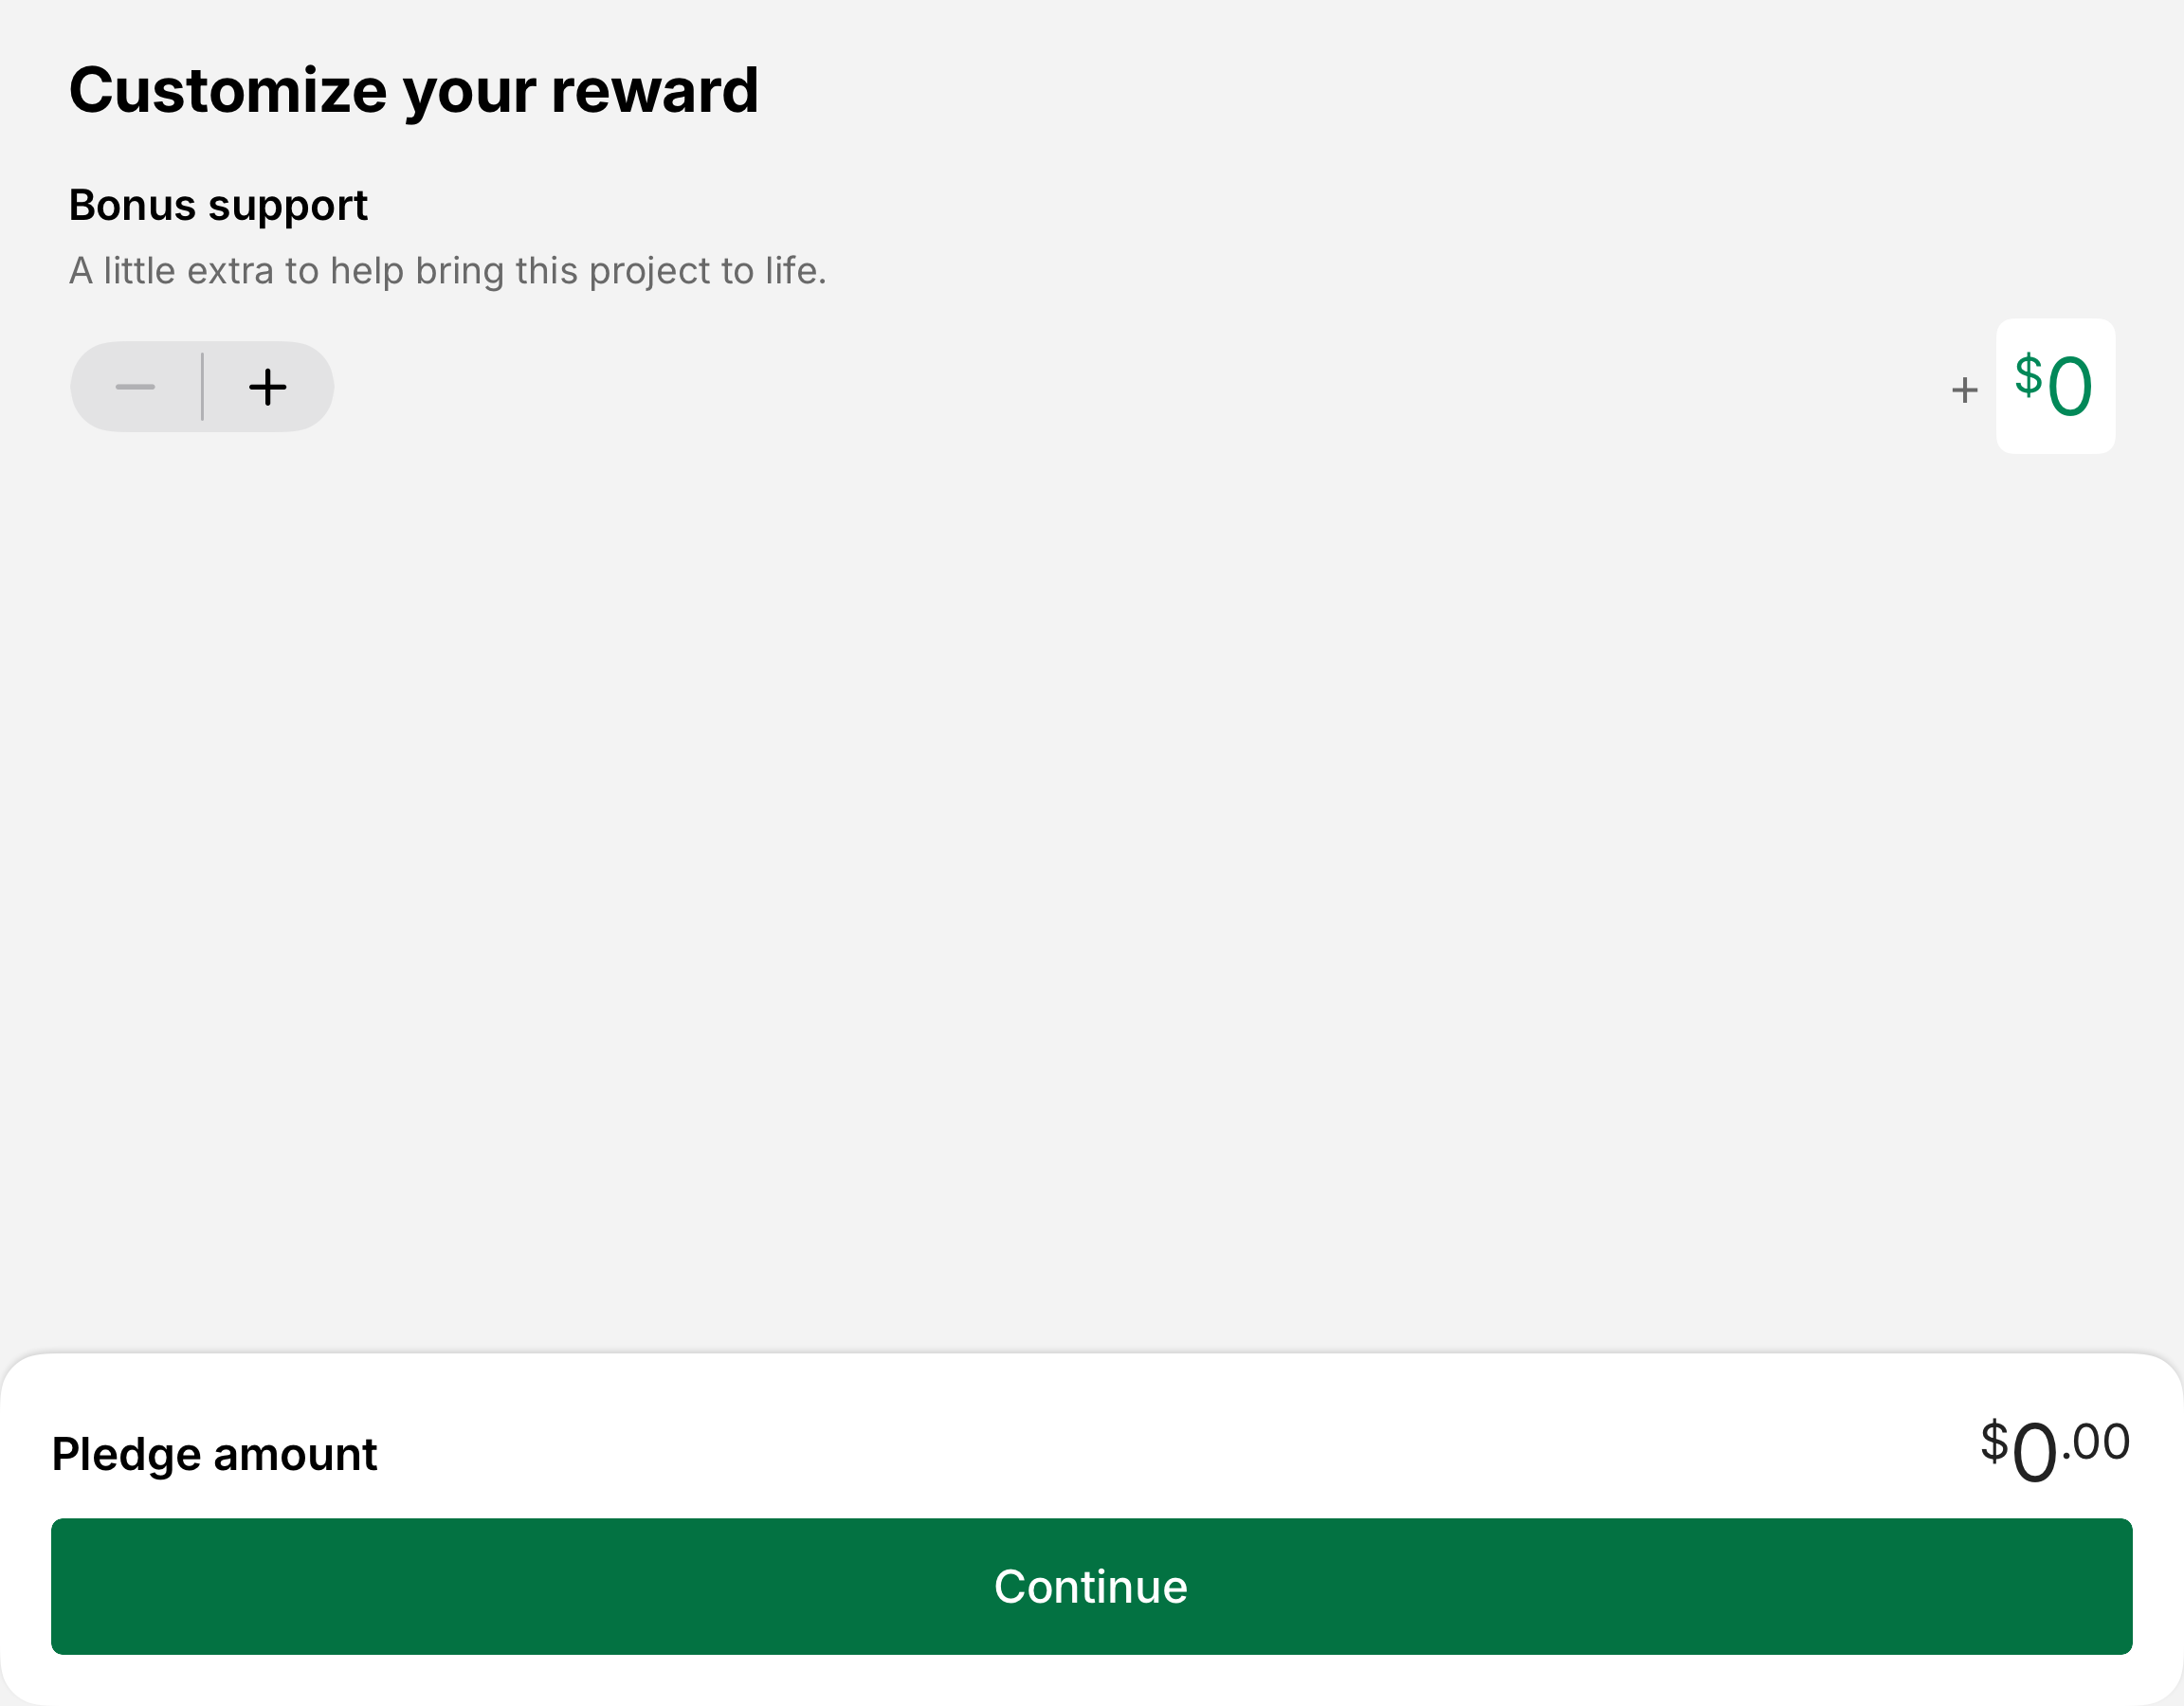 Customize your reward
Bonus support
A little extra to help bring this project to life.
− + + $0
Pledge amount $0.00
Continue